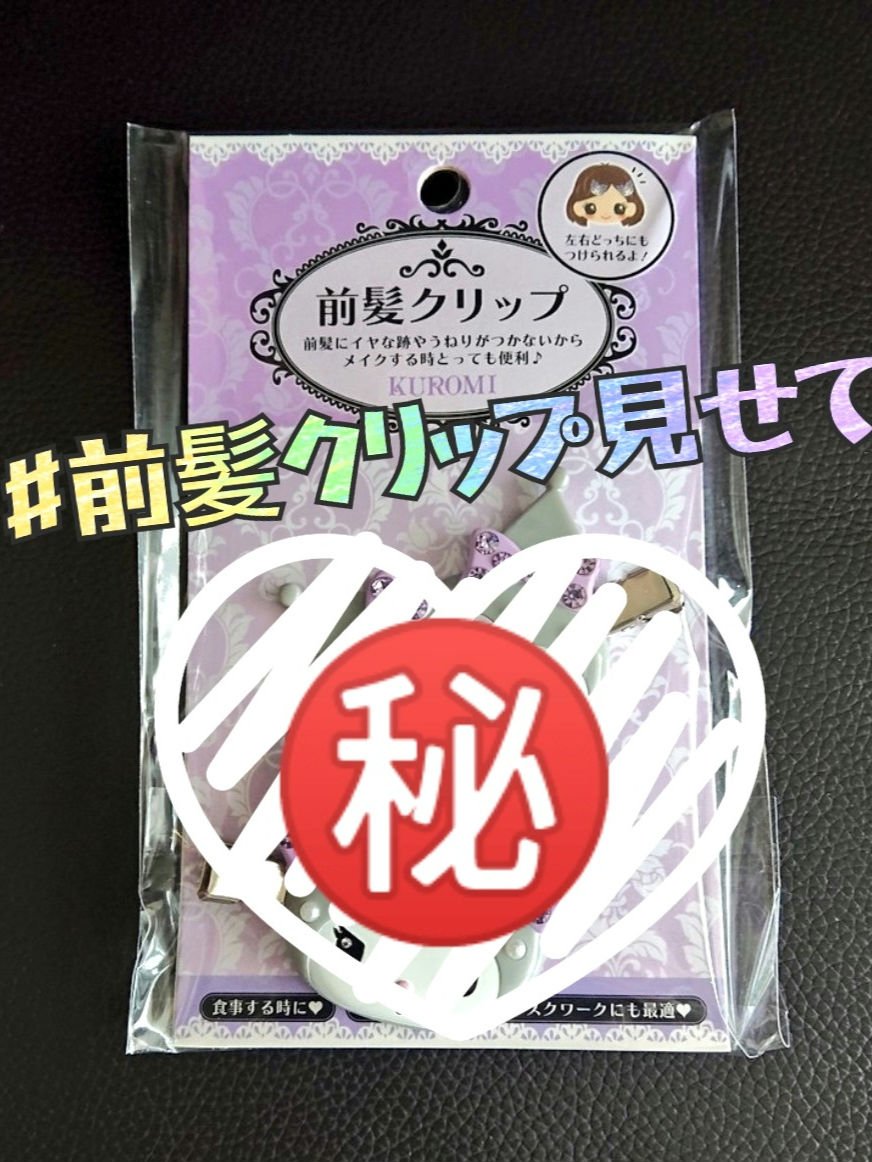 左右どっちにも
つけられるよ！
前髪クリップ
前髪にイヤな跡やうねりがつかないから
メイクする時とっても便利♪
KUROMI
#前髪クリップ見せて
秘
食事する時に♥
スクワークにも最適♥